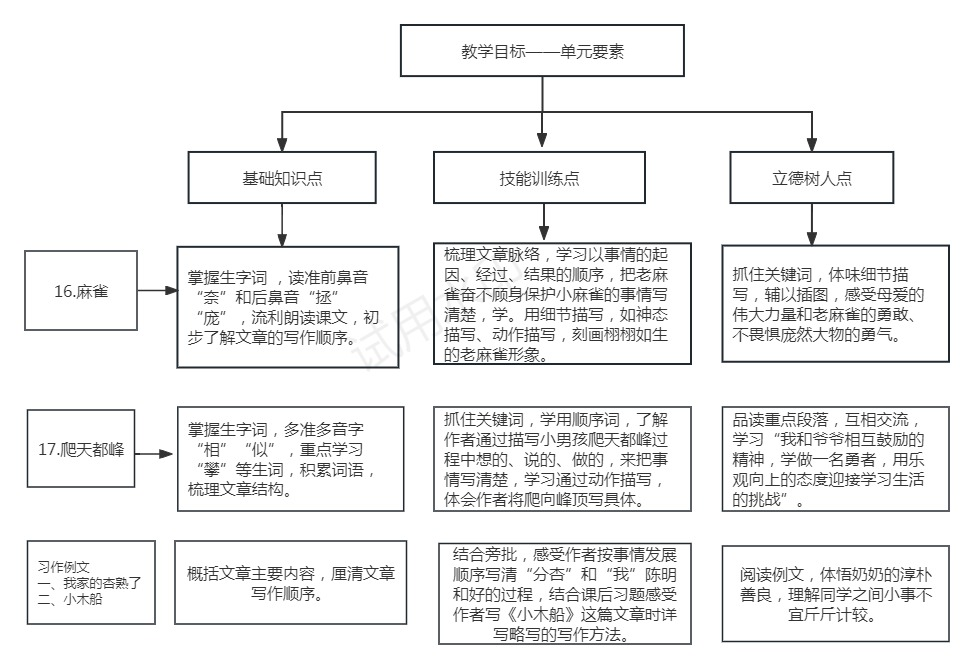 教学目标——单元要素
基础知识点
技能训练点
立德树人点
16.麻雀
掌握生字词，读准前鼻音
“奈”和后鼻音“拯”
“庞”，流利朗读课文，初
步了解文章的写作顺序。
梳理文章脉络，学习以事情的起
因、经过、结果的顺序，把老麻
雀奋不顾身保护小麻雀的事情写
清楚，学。用细节描写，如神态
描写、动作描写，刻画栩栩如生
的老麻雀形象。
抓住关键词，体味细节描
写，辅以插图，感受母爱的
伟大力量和老麻雀的勇敢、
不畏惧庞然大物的勇气。
17.爬天都峰
掌握生字词，多准多音字
“相”“似”，重点学习
“攀”等生词，积累词语，
梳理文章结构。
抓住关键词，学用顺序词，了解
作者通过描写小男孩爬天都峰过
程中想的、说的、做的，来把事
情写清楚，学习通过动作描写，
体会作者将爬向峰顶写具体。
品读重点段落，互相交流，
学习“我和爷爷相互鼓励的
精神，学做一名勇者，用乐
观向上的态度迎接学习生活
的挑战”。
习作例文
一、我家的杏熟了
二、小木船
概括文章主要内容，厘清文章
写作顺序。
结合旁批，感受作者按事情发展
顺序写清“分杏”和“我”陈明
和好的过程，结合课后习题感受
作者写《小木船》这篇文章时详
写略写的写作方法。
阅读例文，体悟奶奶的淳朴
善良，理解同学之间小事不
宜斤斤计较。